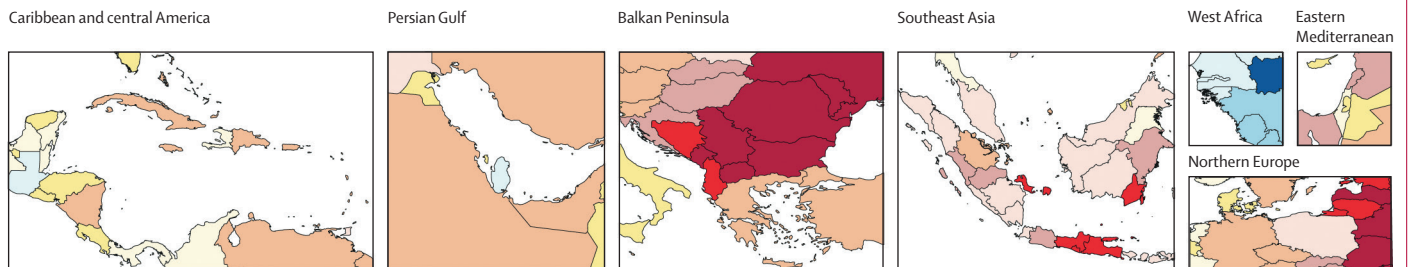 Caribbean and central America
Persian Gulf
Balkan Peninsula
Southeast Asia
West Africa
Eastern
Mediterranean
Northern Europe